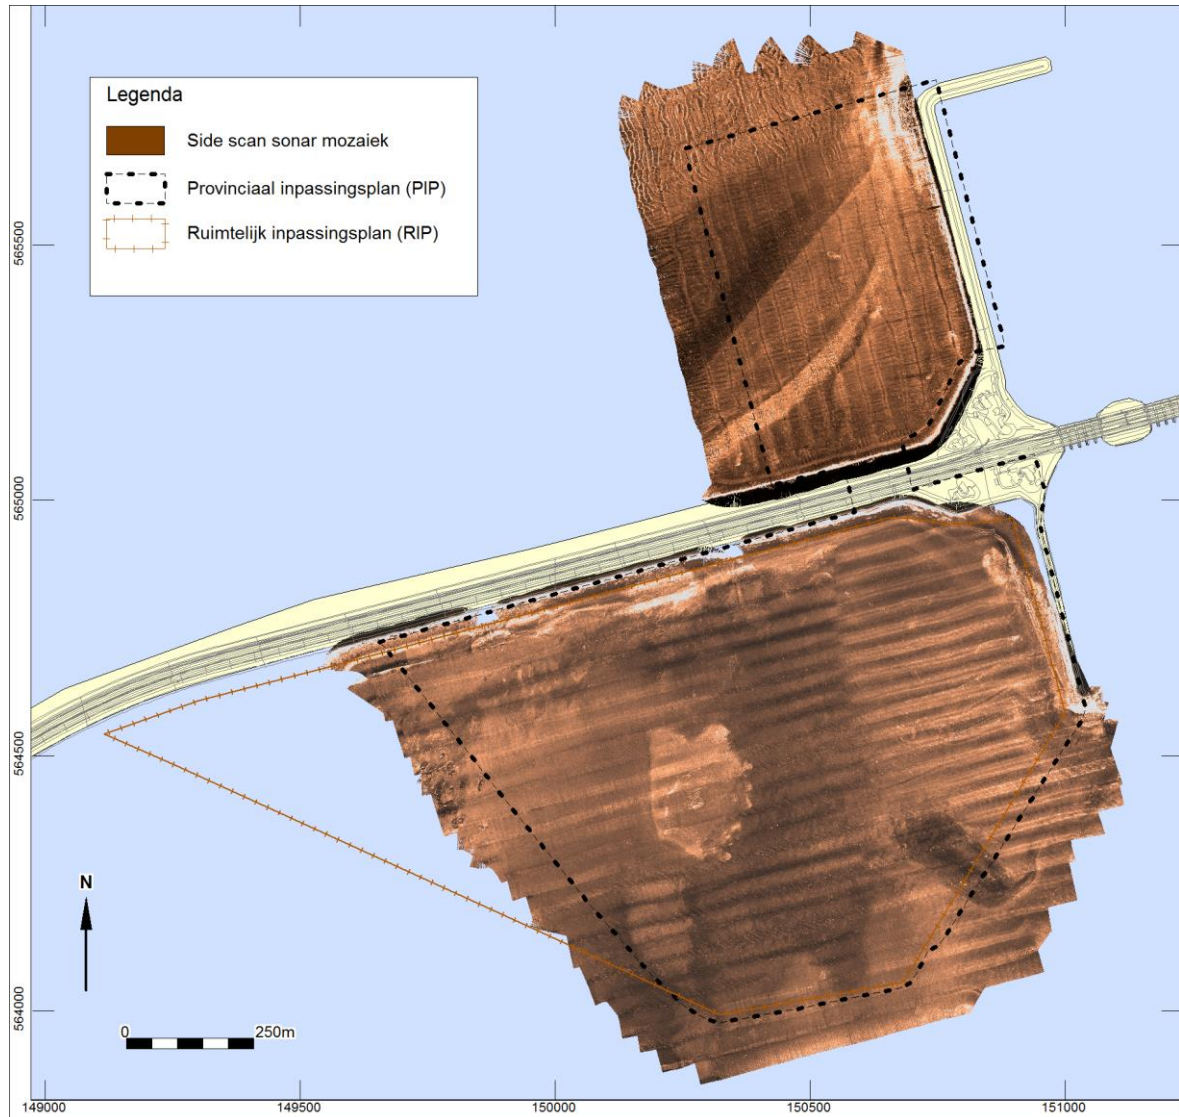 Legenda
Side scan sonar mozaiek
Provinciaal inpassingsplan (PIP)
Ruimtelijk inpassingsplan (RIP)
565500
565000
564500
564000
N
0 250m
149000 149500 150000 150500 151000